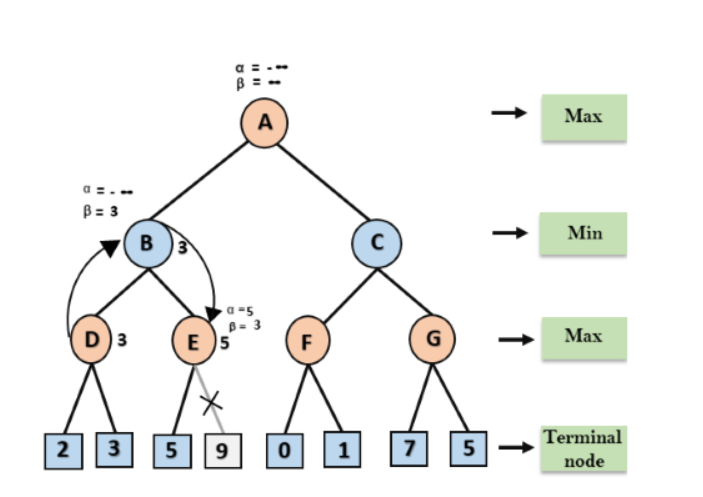 α = - ∞
β = ∞
A
Max
α = - ∞
β = 3
B 3
C
Min
α =5
β = 3
D 3
E 5
F
G
Max
2 3 5 9 0 1 7 5
Terminal
node